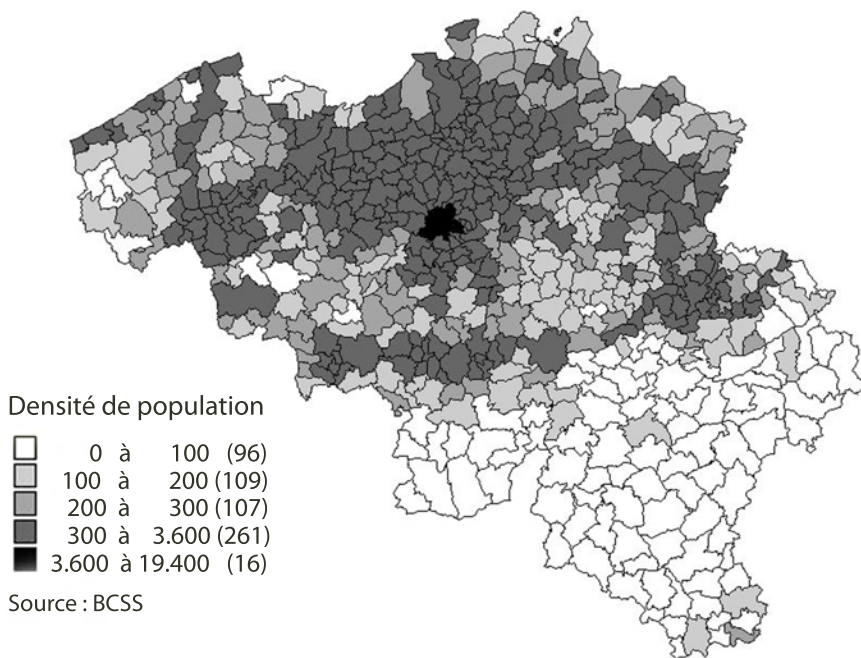 Densité de population
0 à 100 (96)
100 à 200 (109)
200 à 300 (107)
300 à 3.600 (261)
3.600 à 19.400 (16)
Source : BCSS